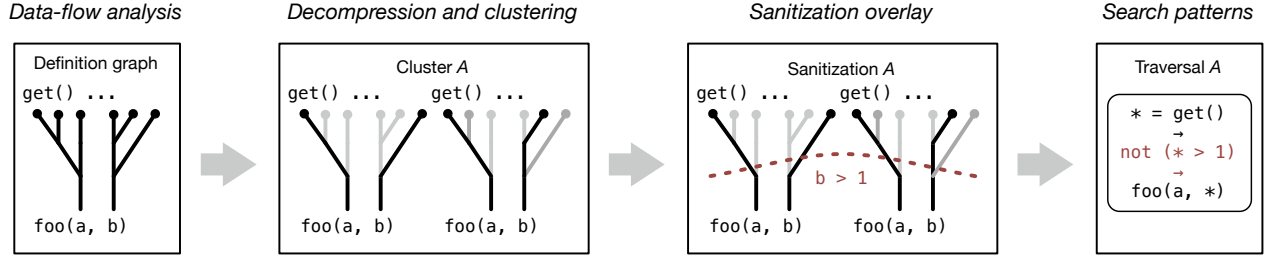 Data-flow analysis
Decompression and clustering
Sanitization overlay
Search patterns
Definition graph
get() ...
foo(a, b)
Cluster A
get() ...
get() ...
foo(a, b)
foo(a, b)
Sanitization A
get() ...
get() ...
b > 1
foo(a, b)
foo(a, b)
Traversal A
* = get()
→
not (* > 1)
→
foo(a, *)